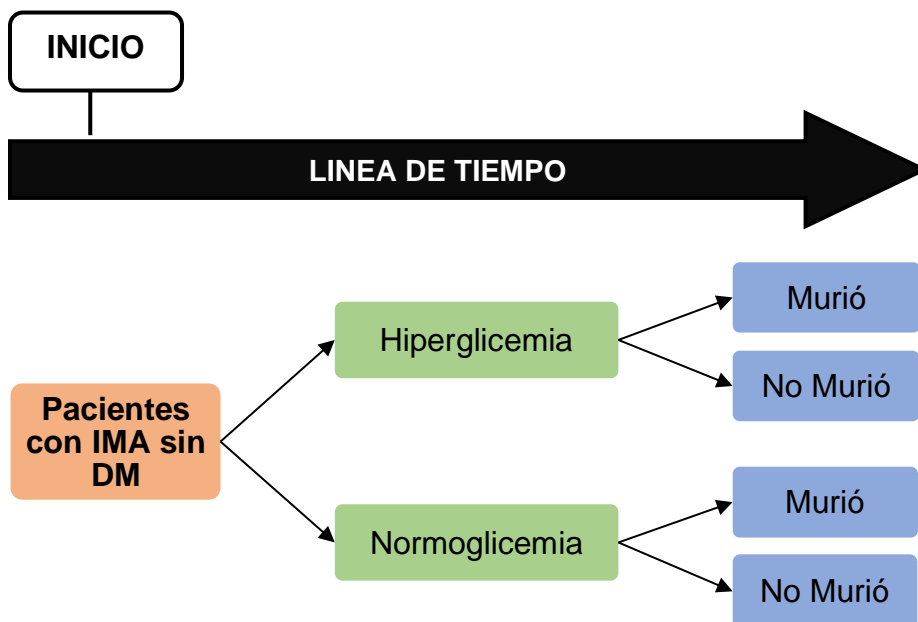 INICIO
LINEA DE TIEMPO
Murió
Hiperglicemia
No Murió
Pacientes
con IMA sin
DM
Murió
Normoglicemia
No Murió